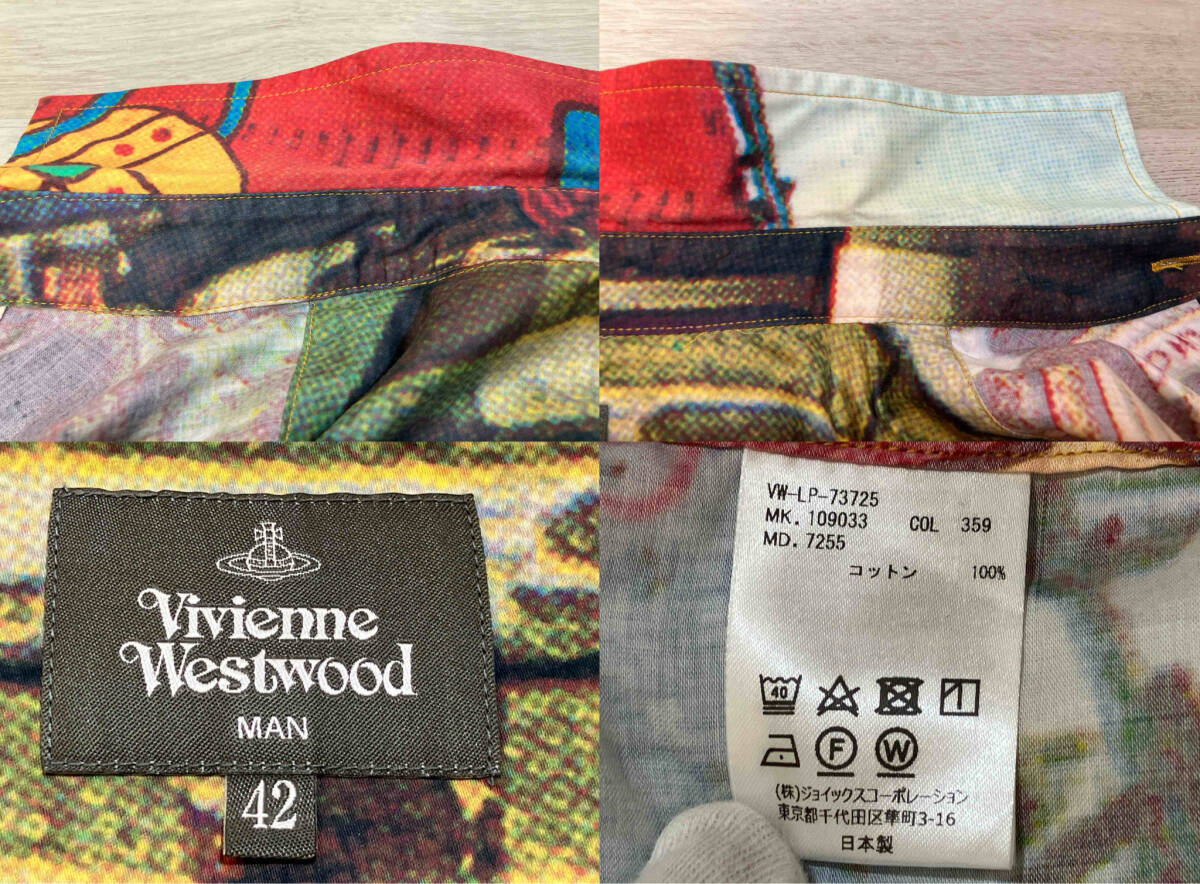 Vivienne
Westwood
MAN
42
VW-LP-73725
MK. 109033 COL 359
MD. 7255
コットン 100%
40
F W
(株)ジョイックスコーポレーション
東京都千代田区隼町3-16
日本製